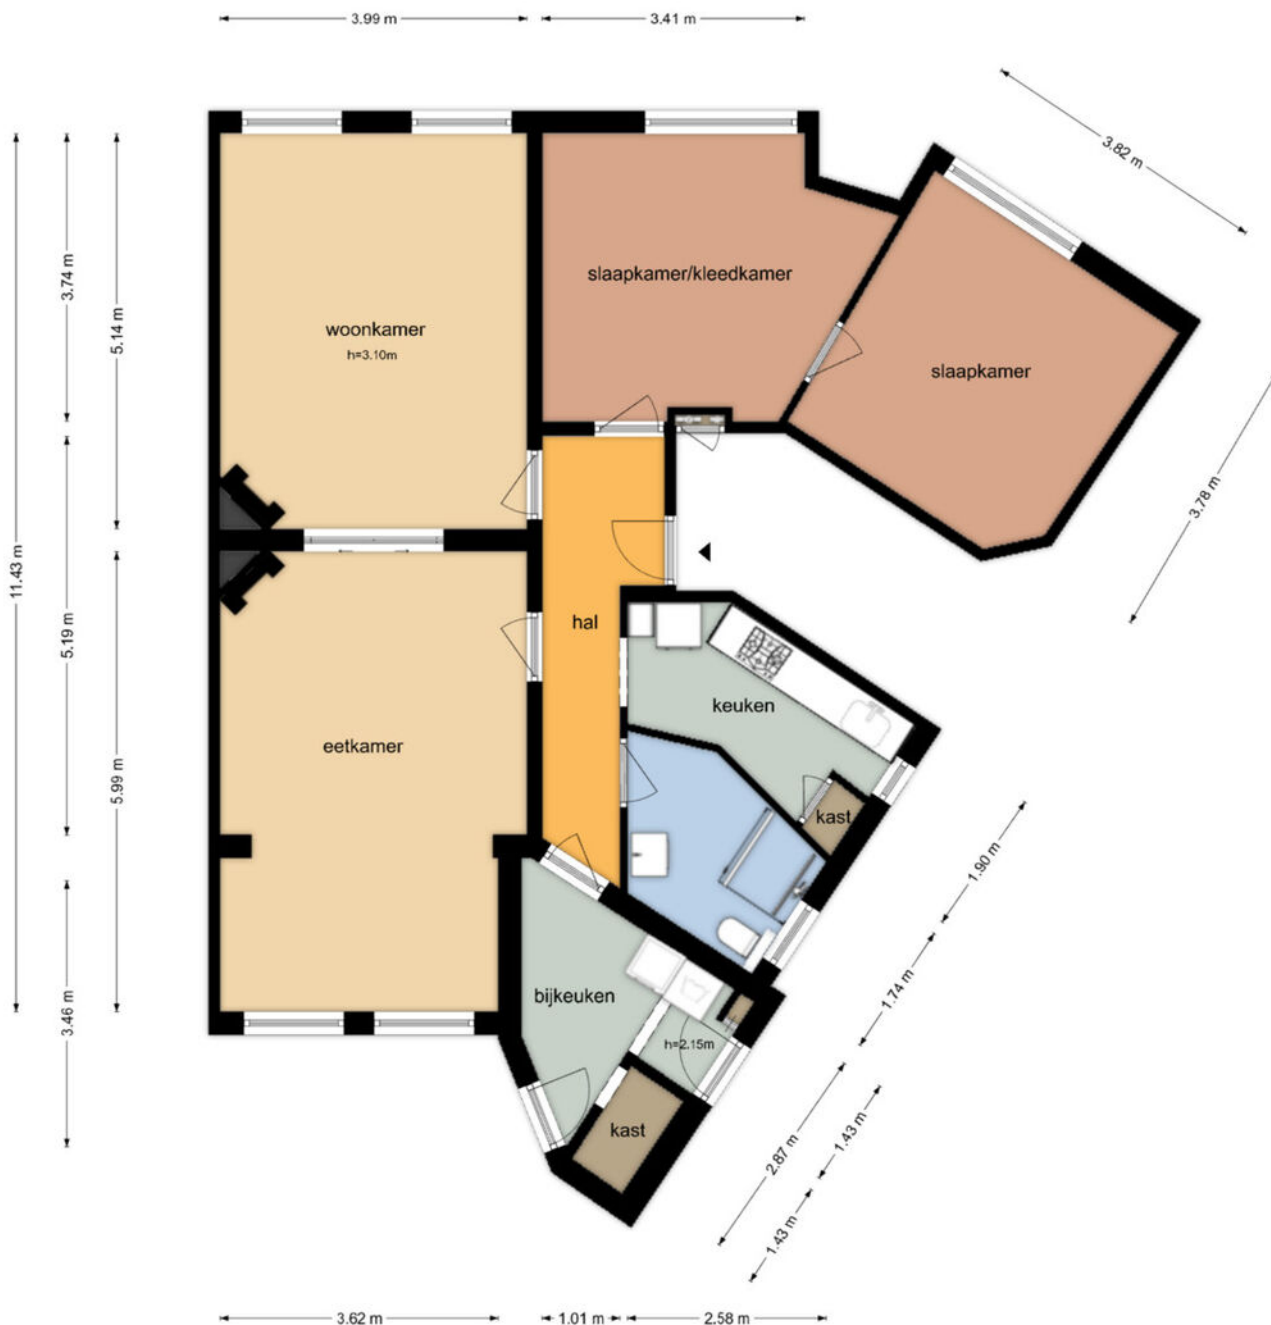 3.99 m
3.41 m
3.82 m
3.74 m
5.14 m
slaapkamer/kleedkamer
woonkamer
h=3.10m
slaapkamer
3.78 m
11.43 m
5.19 m
hal
keuken
eetkamer
5.99 m
kast
1.90 m
3.46 m
bijkeuken
1.74 m
h=2.15m
kast
2.87 m
1.43 m
1.43 m
3.62 m
1.01 m
2.58 m